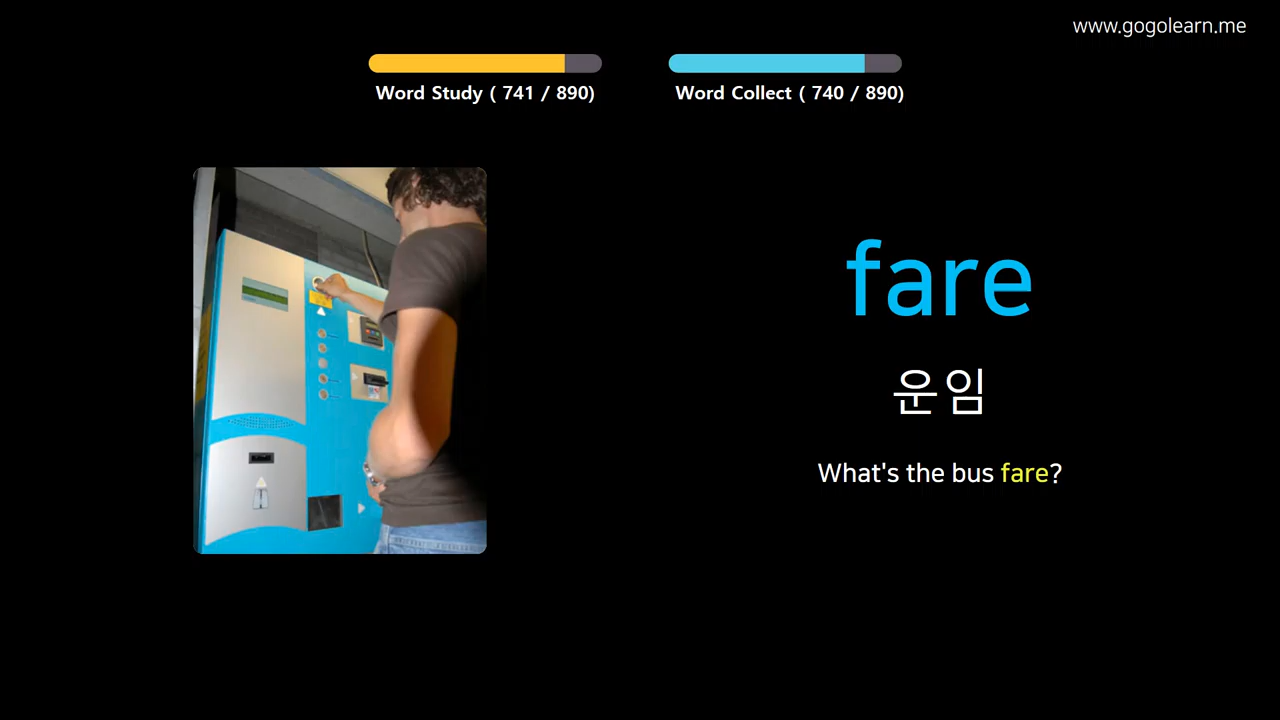 www.gogolearn.me
Word Study ( 741 / 890)
Word Collect ( 740 / 890)
fare
운임
What's the bus fare?